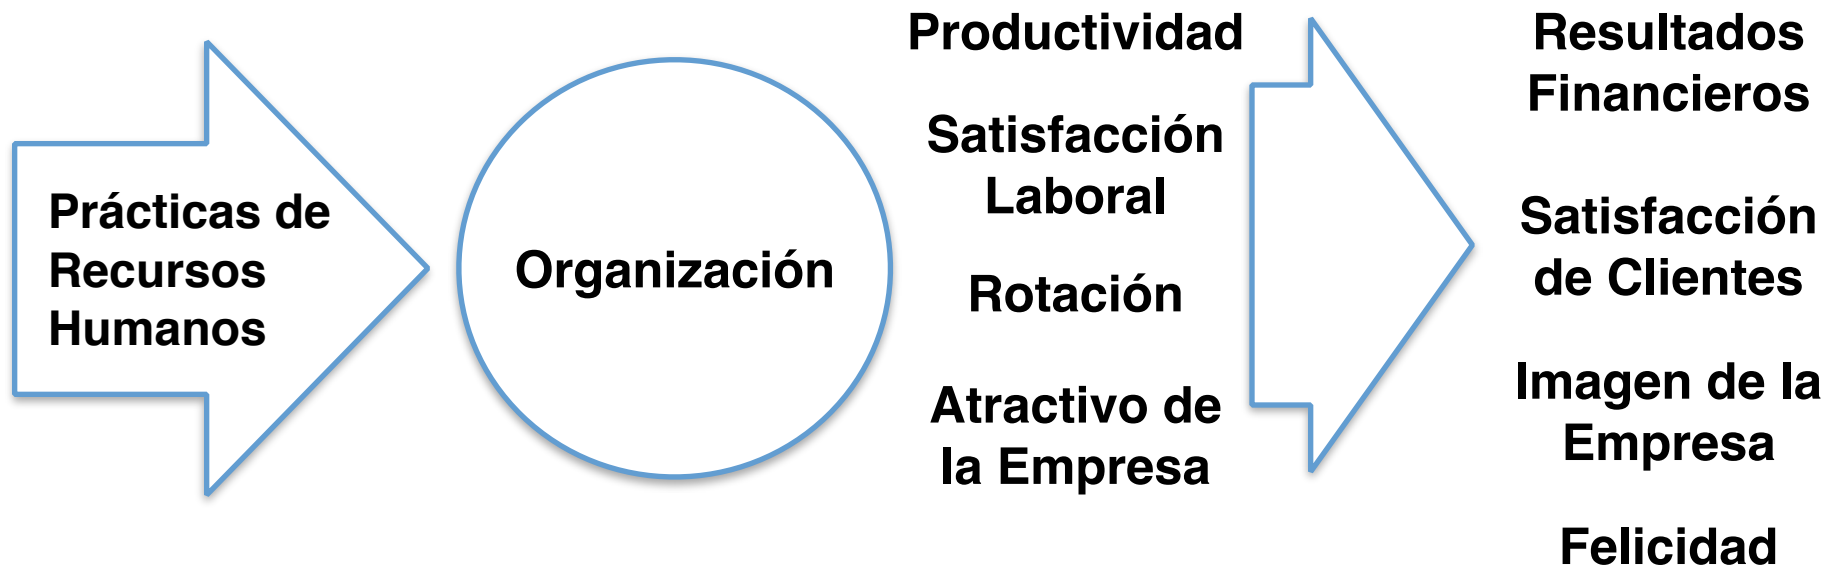 Prácticas de
Recursos
Humanos
Organización
Productividad
Satisfacción
Laboral
Rotación
Atractivo de
la Empresa
Resultados
Financieros
Satisfacción
de Clientes
Imagen de la
Empresa
Felicidad